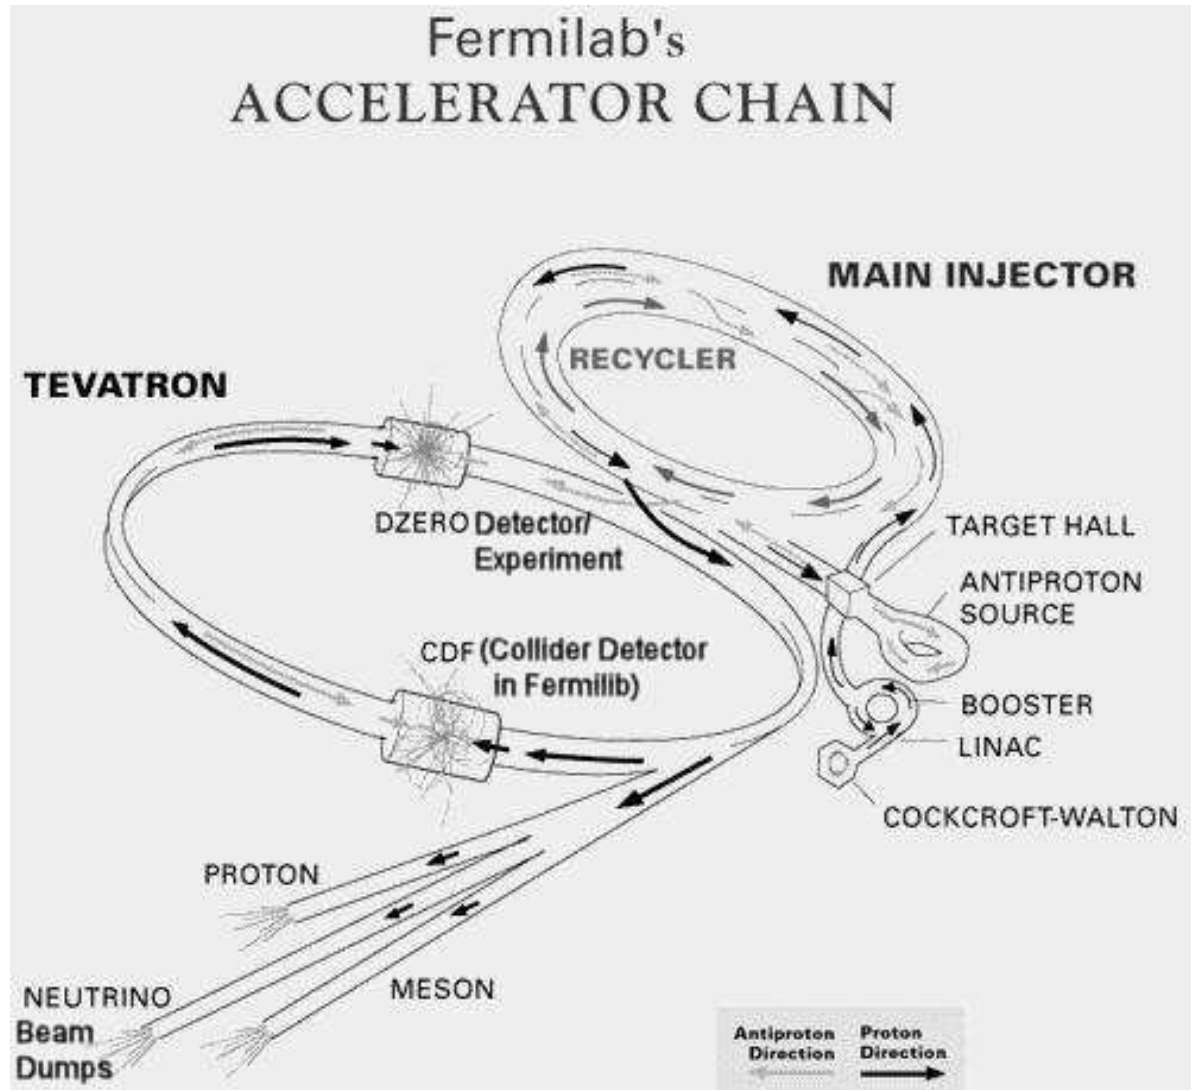 Fermilab's
ACCELERATOR CHAIN
MAIN INJECTOR
RECYCLER
TEVATRON
DZERO Detector/
Experiment
TARGET HALL
ANTIPROTON
SOURCE
CDF (Collider Detector
in Fermilib)
BOOSTER
LINAC
COCKCROFT-WALTON
PROTON
NEUTRINO
Beam
Dumps
MESON
Antiproton
Direction
Proton
Direction